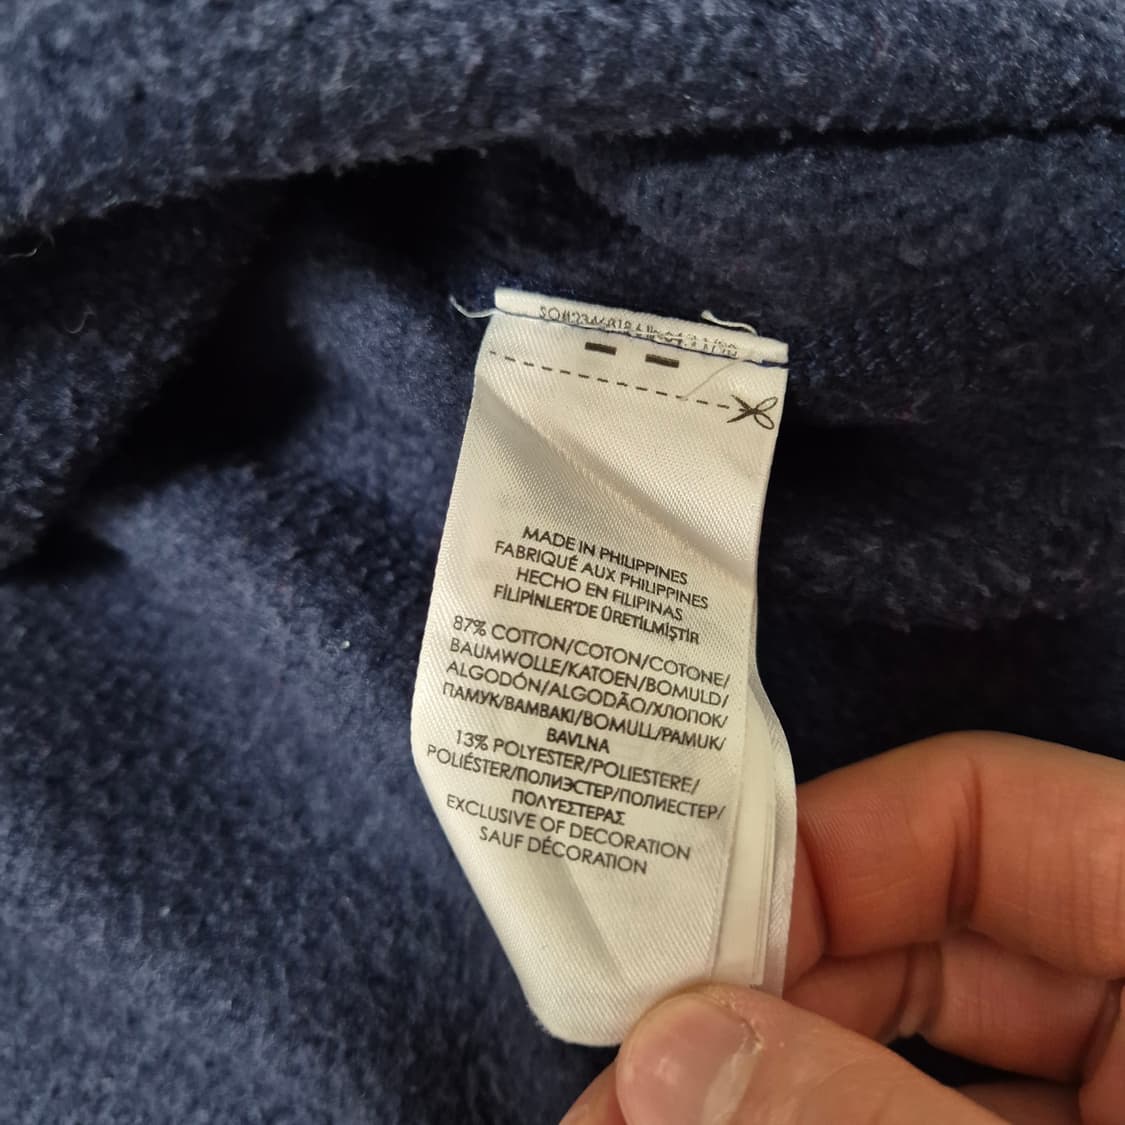 MADE IN PHILIPPINES
FABRIQUÉ AUX PHILIPPINES
HECHO EN FILIPINAS
FİLİPİNLER'DE ÜRETİLMİŞTİR
87% COTTON/COTON/COTONE/
BAUMWOLLE/KATOEN/BOMULD/
ALGODÓN/ALGODÃO/ХЛОПОК/
ПАМУК/ΒΑΜΒΑΚΙ/BOMULL/PAMUK/
BAVLNA
13% POLYESTER/POLIESTERE/
POLIÉSTER/ПОЛИЭСТЕР/ПОЛИЕСТЕР/
ΠΟΛΥΕΣΤΕΡΑΣ
EXCLUSIVE OF DECORATION
SAUF DÉCORATION